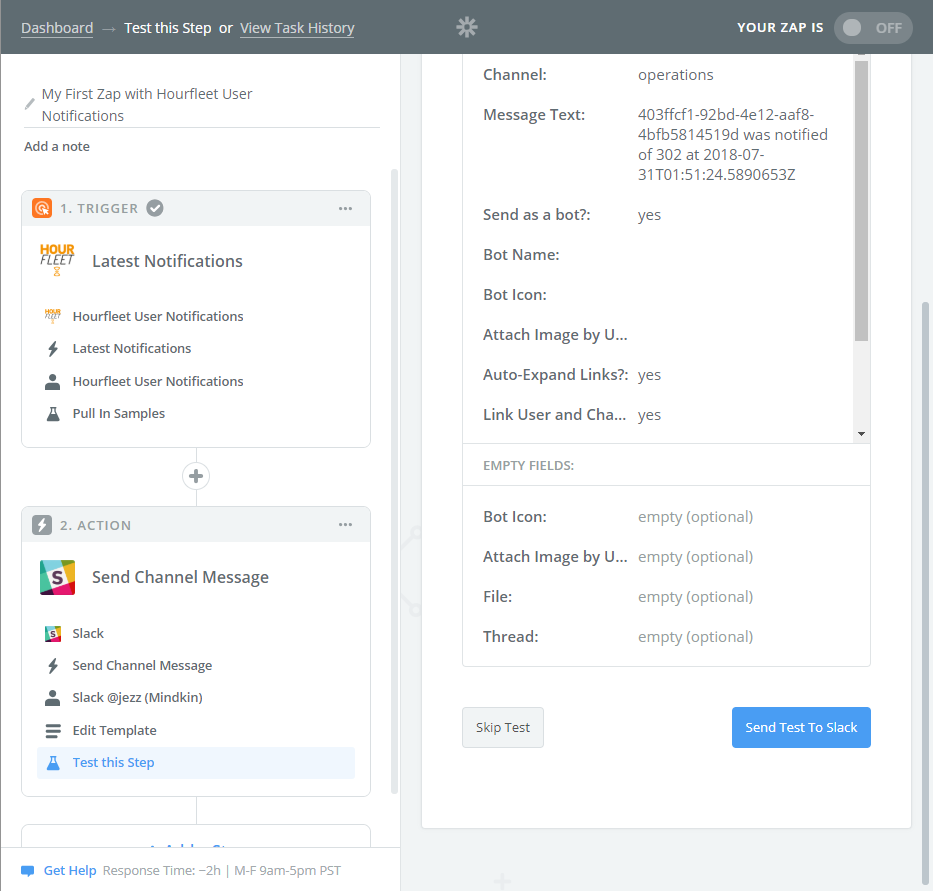 Dashboard → Test this Step or View Task History
YOUR ZAP IS
OFF
My First Zap with Hourfleet User
Notifications
Add a note
1. TRIGGER
HOUR
FLEET
Latest Notifications
Hourfleet User Notifications
Latest Notifications
Hourfleet User Notifications
Pull In Samples
2. ACTION
S
Send Channel Message
Slack
Send Channel Message
Slack @jezz (Mindkin)
Edit Template
Test this Step
Get Help Response Time: ~2h | M-F 9am-5pm PST
Channel: operations
Message Text: 403ffcf1-92bd-4e12-aaf8-
4bfb5814519d was notified
of 302 at 2018-07-
31T01:51:24.5890653Z
Send as a bot?: yes
Bot Name:
Bot Icon:
Attach Image by U...
Auto-Expand Links?: yes
Link User and Cha... yes
EMPTY FIELDS:
Bot Icon: empty (optional)
Attach Image by U... empty (optional)
File: empty (optional)
Thread: empty (optional)
Skip Test
Send Test To Slack